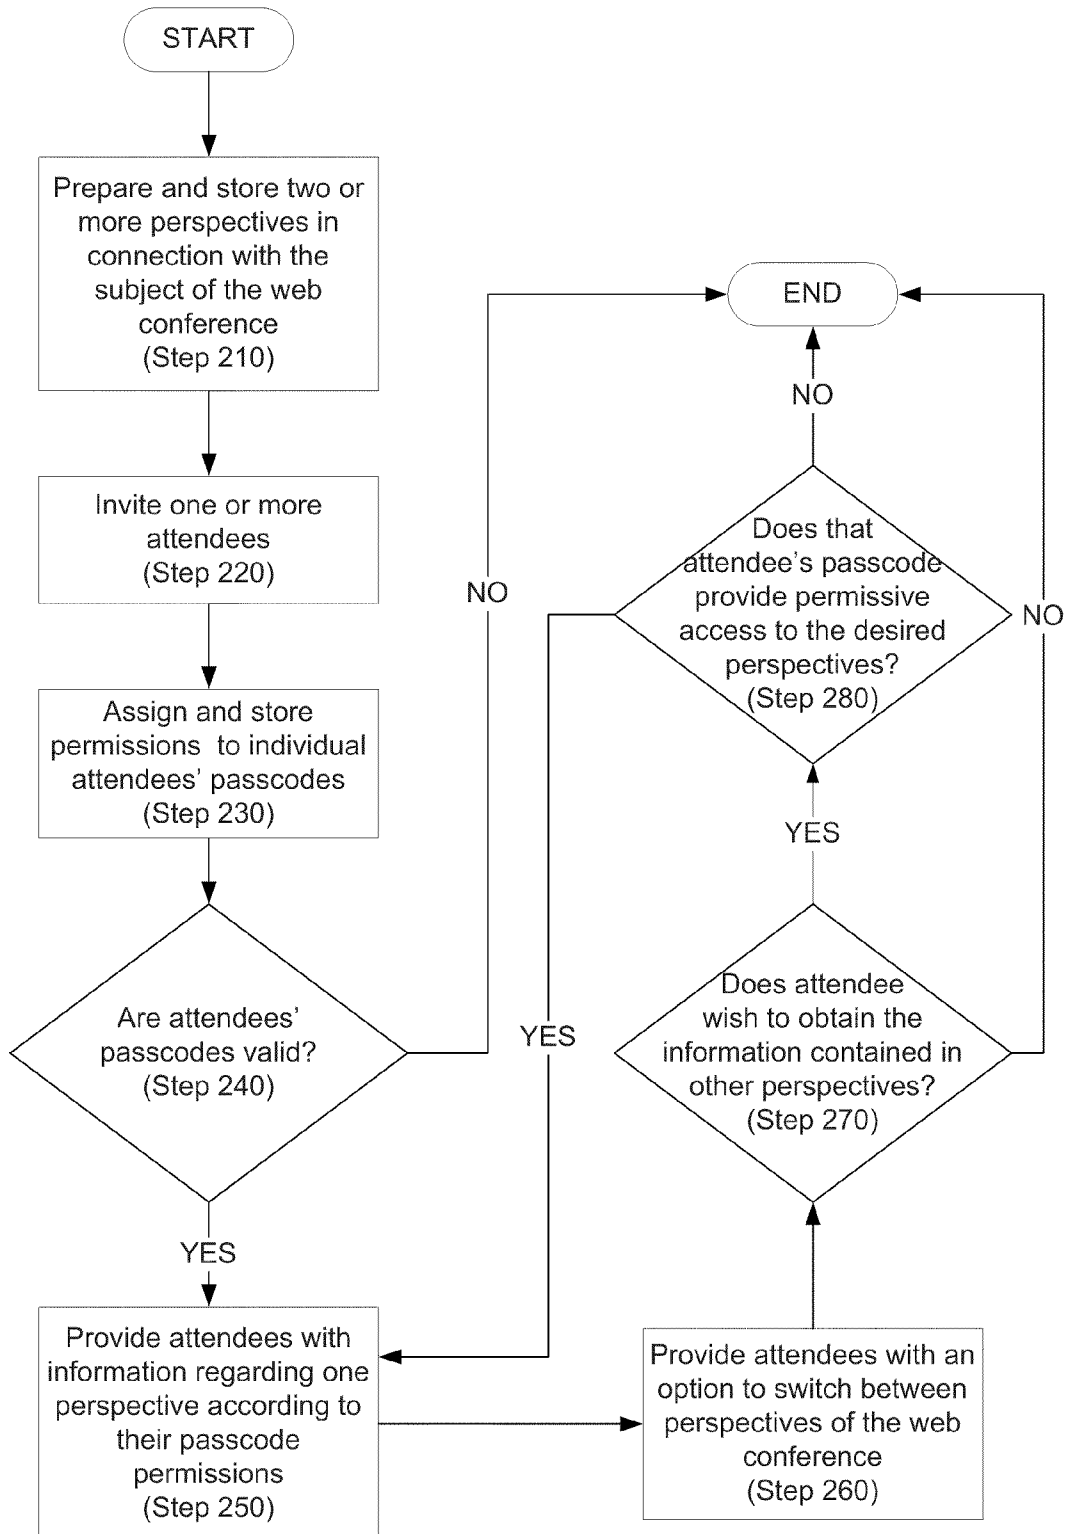 START
Prepare and store two or
more perspectives in
connection with the
subject of the web
conference
(Step 210)
Invite one or more
attendees
(Step 220)
Assign and store
permissions to individual
attendees' passcodes
(Step 230)
Are attendees'
passcodes valid?
(Step 240)
NO
YES
Provide attendees with
information regarding one
perspective according to
their passcode
permissions
(Step 250)
Provide attendees with an
option to switch between
perspectives of the web
conference
(Step 260)
Does attendee
wish to obtain the
information contained in
other perspectives?
(Step 270)
NO
YES
Does that
attendee's passcode
provide permissive
access to the desired
perspectives?
(Step 280)
YES
NO
END